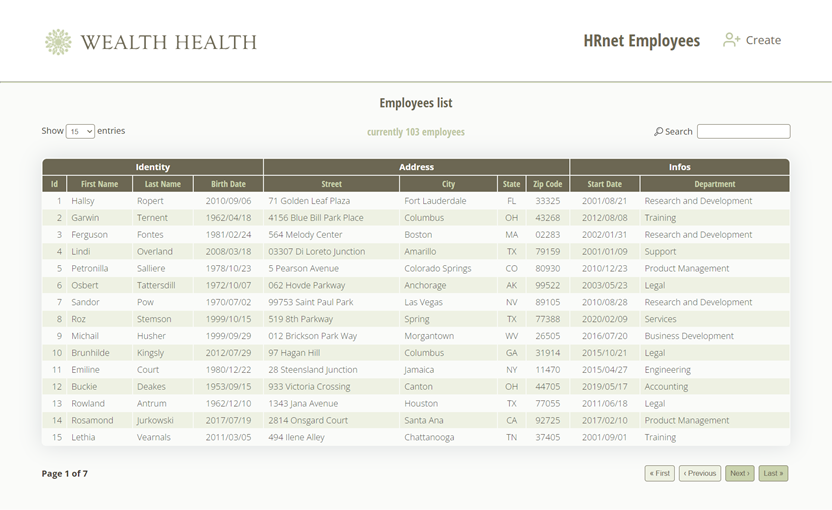 WEALTH HEALTH
HRnet Employees
Create
Employees list
Show 15 entries
currently 103 employees
Search
Identity Address Infos
Id First Name Last Name Birth Date Street City State Zip Code Start Date Department
1 Hallsy Ropert 2010/09/06 71 Golden Leaf Plaza Fort Lauderdale FL 33325 2001/08/21 Research and Development
2 Garwin Ternent 1962/04/18 4156 Blue Bill Park Place Columbus OH 43268 2012/08/08 Training
3 Ferguson Fontes 1981/02/24 564 Melody Center Boston MA 02283 2002/01/31 Research and Development
4 Lindi Overland 2008/03/18 03307 Di Loreto Junction Amarillo TX 79159 2001/01/09 Support
5 Petronilla Salliere 1978/10/23 5 Pearson Avenue Colorado Springs CO 80930 2010/12/23 Product Management
6 Osbert Tattersdill 1972/10/07 062 Hovde Parkway Anchorage AK 99522 2003/05/23 Legal
7 Sandor Pow 1970/07/02 99753 Saint Paul Park Las Vegas NV 89105 2010/08/28 Research and Development
8 Roz Stemson 1999/10/15 519 8th Parkway Spring TX 77388 2020/02/09 Services
9 Michail Husher 1999/09/29 012 Brickson Park Way Morgantown WV 26505 2016/07/20 Business Development
10 Brunhilde Kingsly 2012/07/29 97 Hagan Hill Columbus GA 31914 2015/10/21 Legal
11 Emiline Court 1980/12/22 28 Steensland Junction Jamaica NY 11470 2015/04/27 Engineering
12 Buckie Deakes 1953/09/15 933 Victoria Crossing Canton OH 44705 2019/05/17 Accounting
13 Rowland Antrum 1962/12/10 1343 Jana Avenue Houston TX 77055 2011/06/18 Legal
14 Rosamond Jurkowski 2017/07/19 2814 Onsgard Court Santa Ana CA 92725 2017/02/10 Product Management
15 Lethia Vearnals 2011/03/05 494 Ilene Alley Chattanooga TN 37405 2001/09/01 Training
Page 1 of 7
« First ‹ Previous Next › Last »